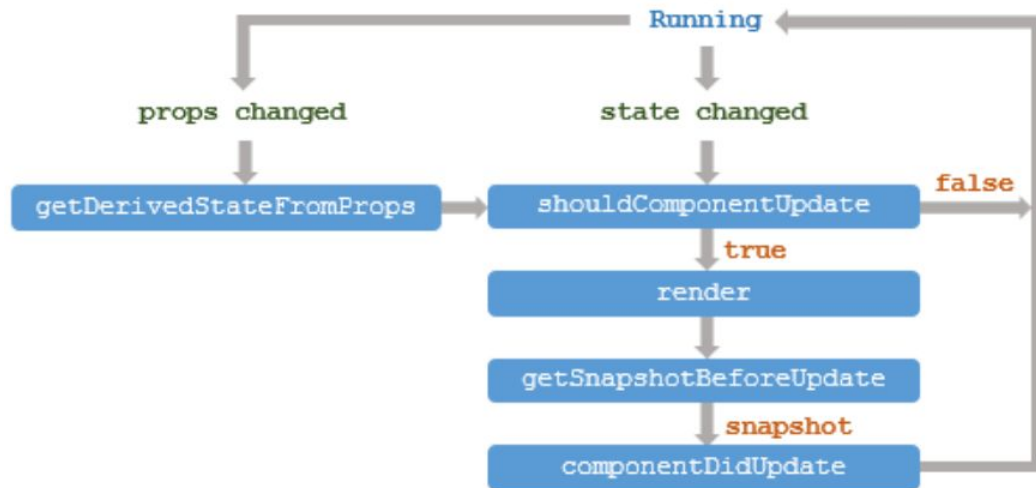 Running
props changed
state changed
getDerivedStateFromProps
shouldComponentUpdate
false
true
render
getSnapshotBeforeUpdate
snapshot
componentDidUpdate